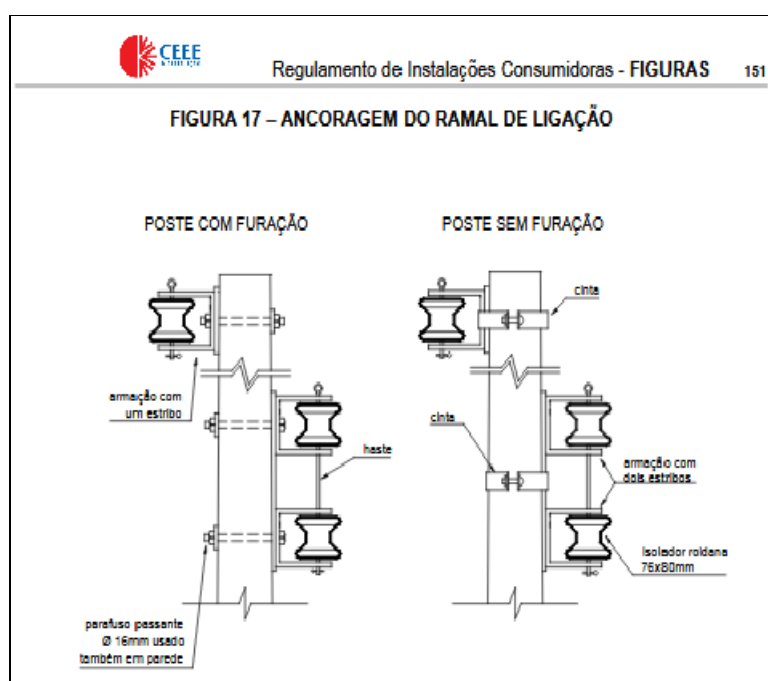 CEEE
Regulamento de Instalações Consumidoras - FIGURAS 151
FIGURA 17 – ANCORAGEM DO RAMAL DE LIGAÇÃO
POSTE COM FURAÇÃO
POSTE SEM FURAÇÃO
cinta
armação com
um estribo
cinta
haste
armação com
dois estribos
Isolador roldana
76x80mm
parafuso passante
Ø 16mm usado
também em parede